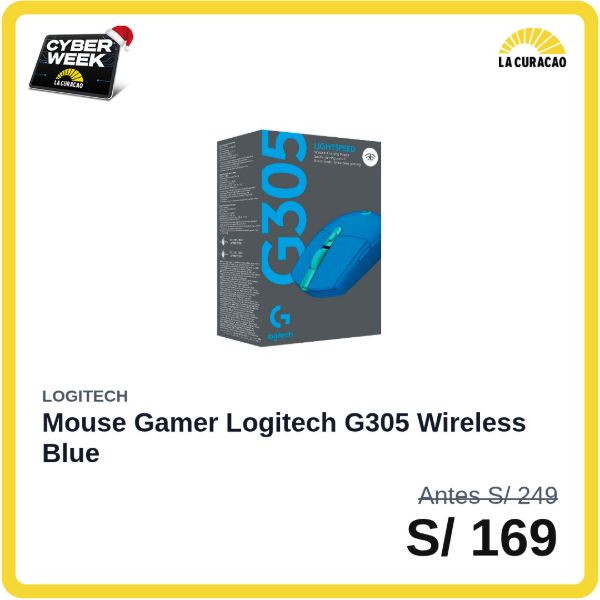 CYBER
WEEK
LA CURACAO
LA CURACAO
G305
LIGHTSPEED
logitech
LOGITECH
Mouse Gamer Logitech G305 Wireless
Blue
Antes S/ 249
S/ 169